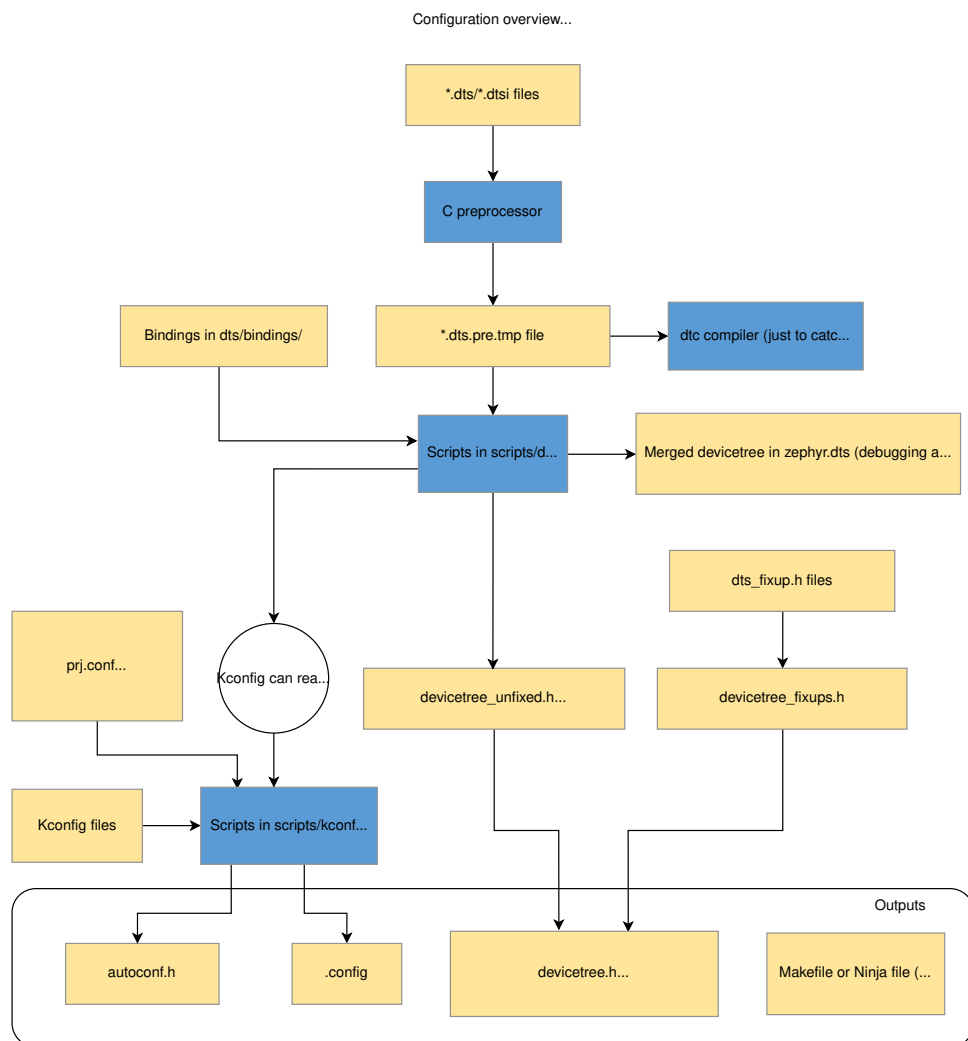 Configuration overview...
*.dts/*.dtsi files
C preprocessor
Bindings in dts/bindings/
*.dts.pre.tmp file
dtc compiler (just to catc...
Scripts in scripts/d...
Merged devicetree in zephyr.dts (debugging a...
dts_fixup.h files
prj.conf...
Kconfig can rea...
devicetree_unfixed.h...
devicetree_fixups.h
Kconfig files
Scripts in scripts/kconf...
Outputs
autoconf.h
.config
devicetree.h...
Makefile or Ninja file (...